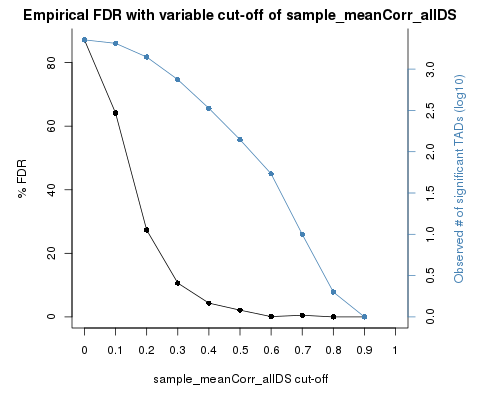 Empirical FDR with variable cut-off of sample_meanCorr_allDS
% FDR
80
60
40
20
0
3.0
2.5
2.0
1.5
1.0
0.5
0.0
Observed # of significant TADs (log10)
0 0.1 0.2 0.3 0.4 0.5 0.6 0.7 0.8 0.9 1
sample_meanCorr_allDS cut-off